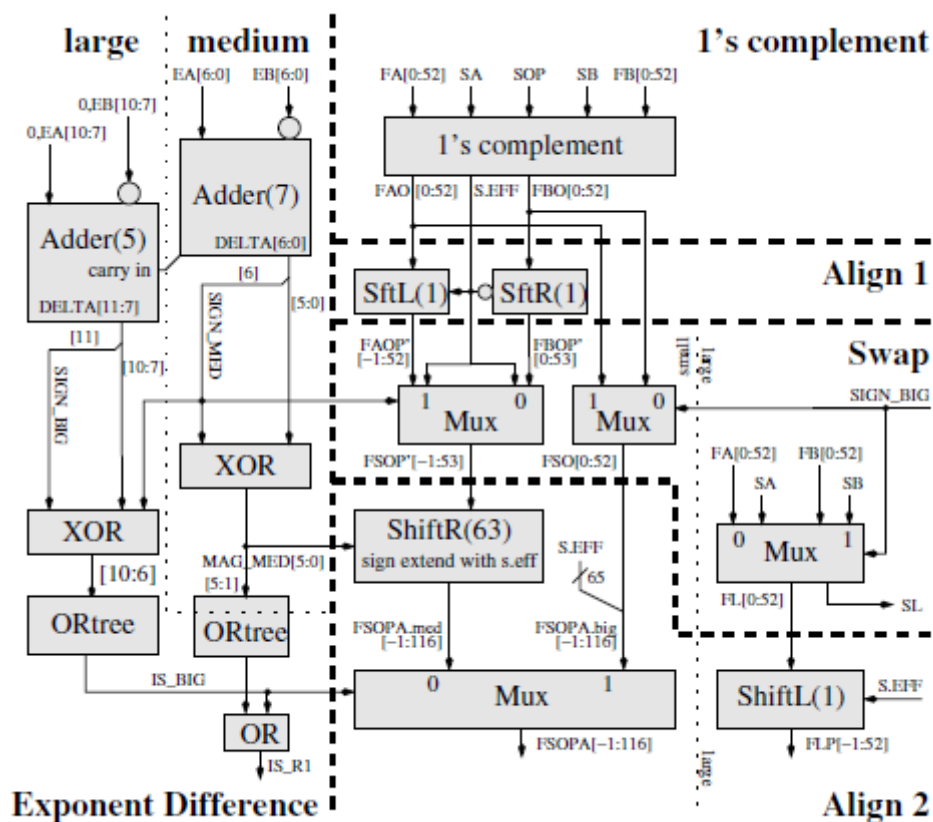 large
medium
1's complement
EA[6:0]
EB[6:0]
0,EB[10:7]
0,EA[10:7]
Adder(5)
carry in
DELTA[11:7]
Adder(7)
DELTA[6:0]
[11]
[10:7]
SIGN_BIG
[6]
[5:0]
SIGN_MED
XOR
XOR
[10:6]
MAG_MED[5:0]
[5:1]
ORtree
ORtree
IS_BIG
OR
IS_R1
Exponent Difference
FA[0:52]
SA
SOP
SB
FB[0:52]
1's complement
FAO [0:52]
S.EFF
FBO[0:52]
Align 1
SftL(1)
SftR(1)
FAOP'
[-1:52]
FBOP'
[0:53]
small
large
Swap
1
0
Mux
1
0
Mux
SIGN_BIG
FSOP'[-1:53]
FSO[0:52]
FA[0:52]
FB[0:52]
SA
SB
0
1
Mux
FL[0:52]
SL
ShiftR(63)
sign extend with s.eff
S.EFF
65
FSOPA.med
[-1:116]
FSOPA.big
[-1:116]
0
1
Mux
FSOPA[-1:116]
ShiftL(1)
S.EFF
FLP[-1:52]
large
Align 2